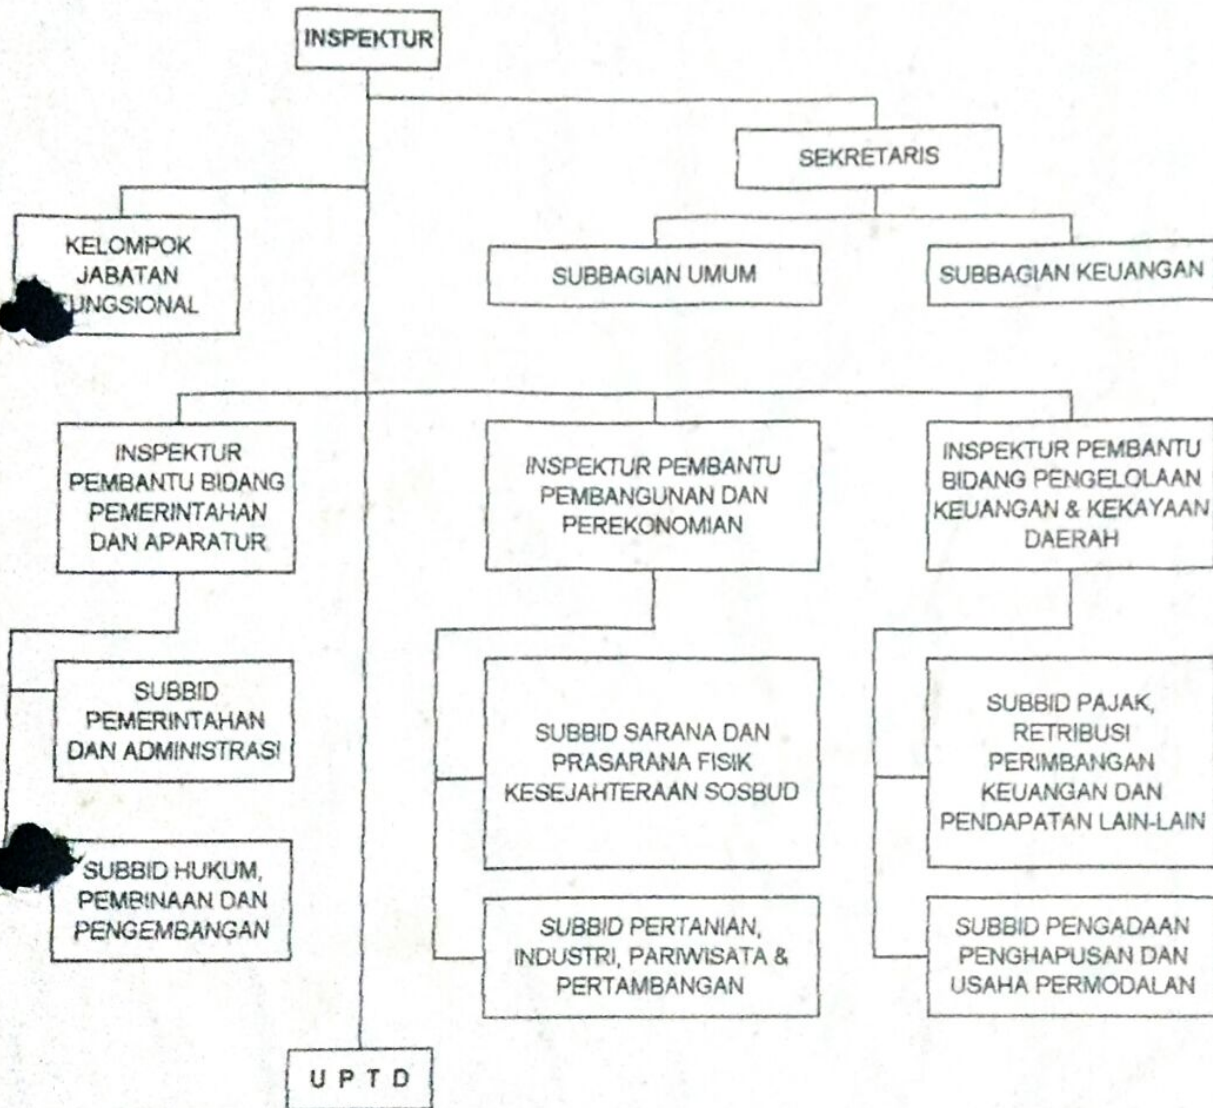 INSPEKTUR
SEKRETARIS
KELOMPOK
JABATAN
UNGSIONAL
SUBBAGIAN UMUM
SUBBAGIAN KEUANGAN
INSPEKTUR
PEMBANTU BIDANG
PEMERINTAHAN
DAN APARATUR
INSPEKTUR PEMBANTU
PEMBANGUNAN DAN
PEREKONOMIAN
INSPEKTUR PEMBANTU
BIDANG PENGELOLAAN
KEUANGAN & KEKAYAAN
DAERAH
SUBBID
PEMERINTAHAN
DAN ADMINISTRASI
SUBBID SARANA DAN
PRASARANA FISIK
KESEJAHTERAAN SOSBUD
SUBBID PAJAK,
RETRIBUSI
PERIMBANGAN
KEUANGAN DAN
PENDAPATAN LAIN-LAIN
SUBBID HUKUM,
PEMBINAAN DAN
PENGEMBANGAN
SUBBID PERTANIAN,
INDUSTRI, PARIWISATA &
PERTAMBANGAN
SUBBID PENGADAAN
PENGHAPUSAN DAN
USAHA PERMODALAN
U P T D